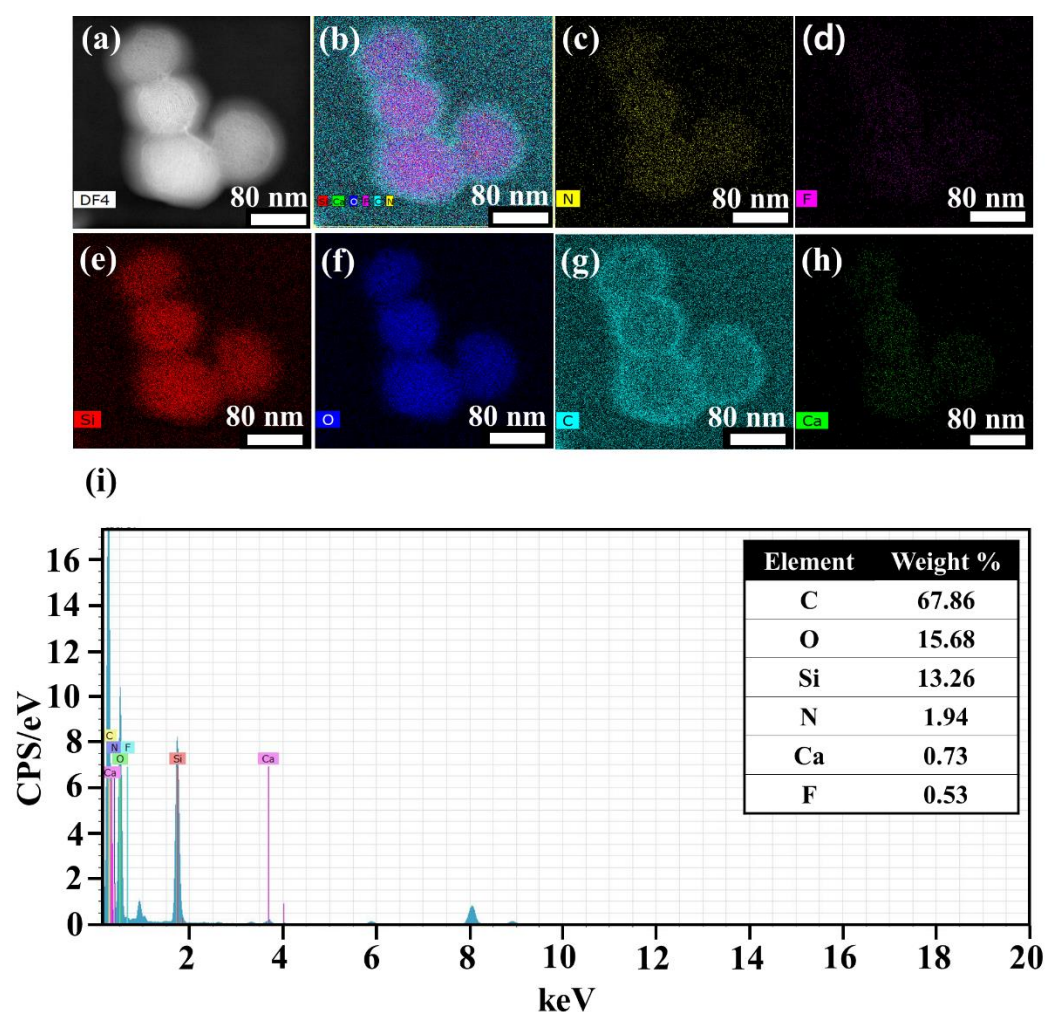 (a) (b) (c) (d)
DF4 80 nm Si Ca O F C N 80 nm N 80 nm F 80 nm
(e) (f) (g) (h)
Si 80 nm O 80 nm C 80 nm Ca 80 nm
(i)
Element Weight %
C 67.86
O 15.68
Si 13.26
N 1.94
Ca 0.73
F 0.53
16
14
12
10
8
6
4
2
0
CPS/eV
C
N F
O Si Ca
Ca
2 4 6 8 10 12 14 16 18 20
keV